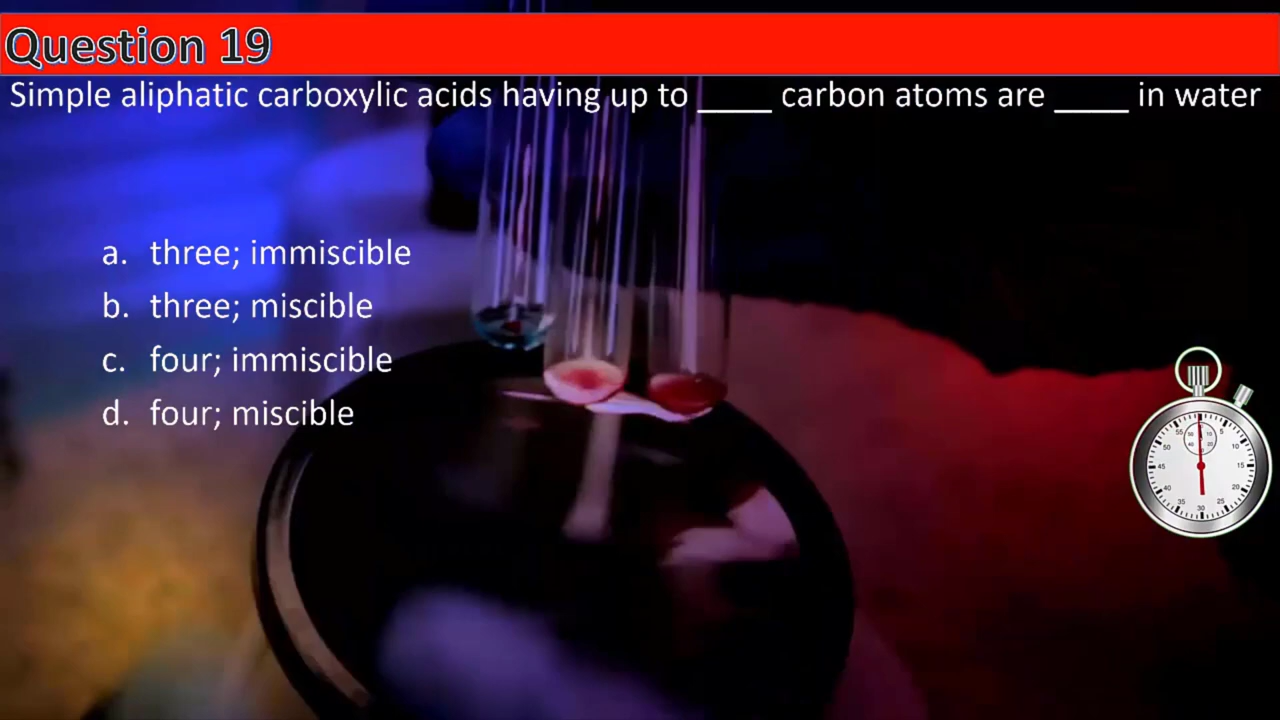 Question 19
Simple aliphatic carboxylic acids having up to ____ carbon atoms are ____ in water
a. three; immiscible
b. three; miscible
c. four; immiscible
d. four; miscible